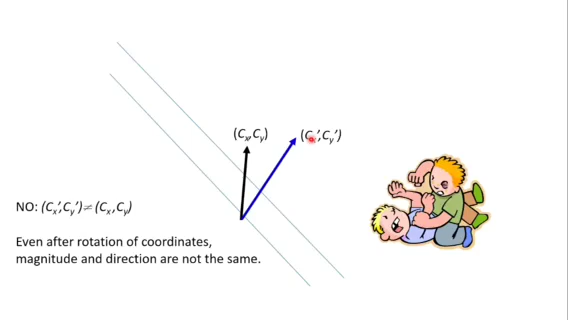 (Cx,Cy) (Cx′,Cy′)
NO: (Cx′,Cy′)≠(Cx,Cy)
Even after rotation of coordinates,
magnitude and direction are not the same.